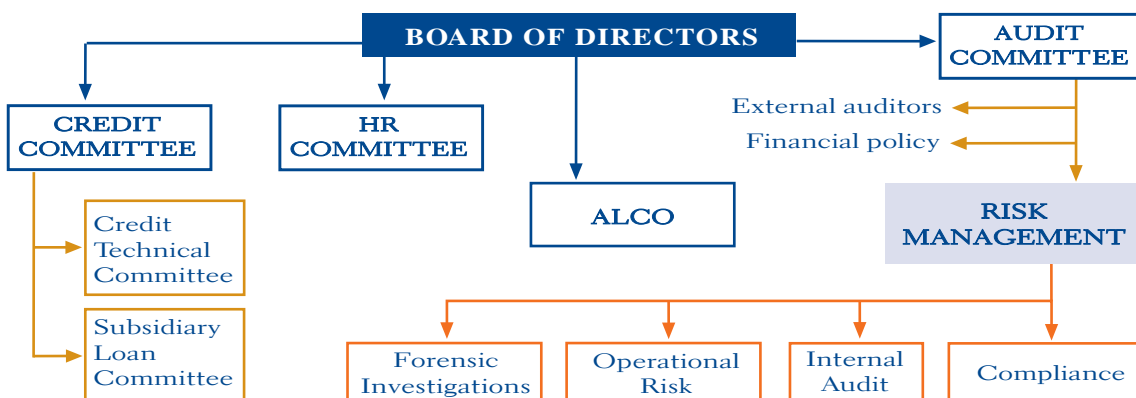 BOARD OF DIRECTORS
AUDIT
COMMITTEE
External auditors
Financial policy
CREDIT
COMMITTEE
HR
COMMITTEE
ALCO
RISK
MANAGEMENT
Credit
Technical
Committee
Subsidiary
Loan
Committee
Forensic
Investigations
Operational
Risk
Internal
Audit
Compliance